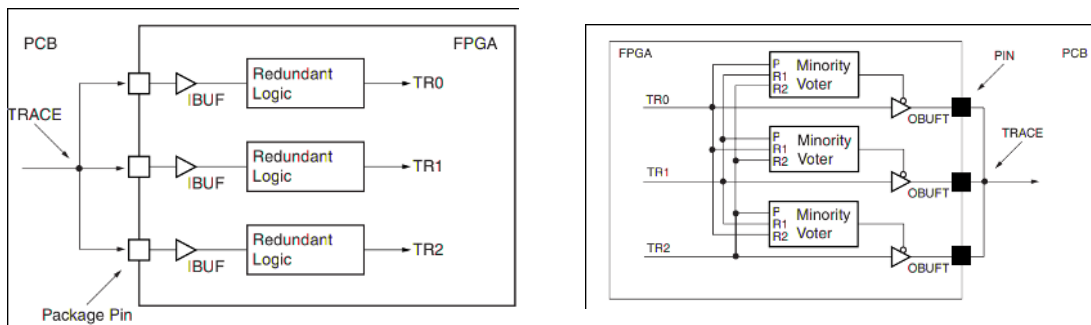 PCB
FPGA
Redundant
Logic
TR0
IBUF
TRACE
Redundant
Logic
TR1
IBUF
Redundant
Logic
TR2
IBUF
Package Pin
FPGA
PIN
PCB
P
R1
R2
Minority
Voter
TR0
OBUFT
TRACE
P
R1
R2
Minority
Voter
TR1
OBUFT
P
R1
R2
Minority
Voter
TR2
OBUFT